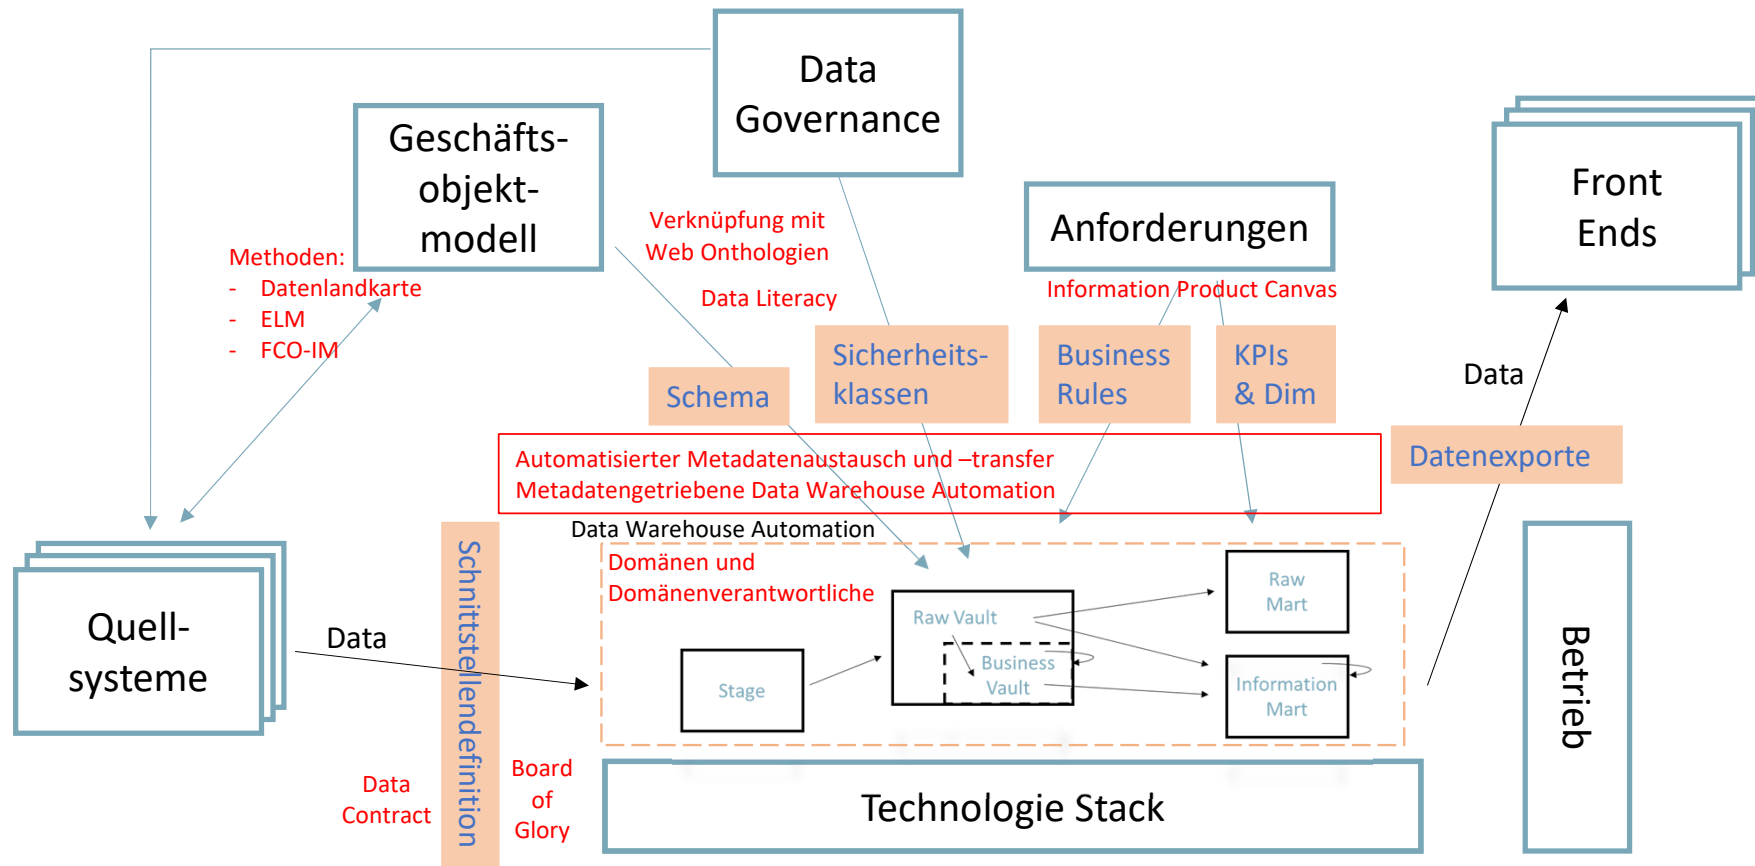 Data
Governance
Geschäfts-
objekt-
modell
Front
Ends
Anforderungen
Verknüpfung mit
Web Onthologien
Data Literacy
Methoden:
- Datenlandkarte
- ELM
- FCO-IM
Information Product Canvas
Schema
Sicherheits-
klassen
Business
Rules
KPIs
& Dim
Data
Datenexporte
Automatisierter Metadatenaustausch und –transfer
Metadatengetriebene Data Warehouse Automation
Data Warehouse Automation
Domänen und
Domänenverantwortliche
Quell-
systeme
Data
Schnittstellendefinition
Stage
Raw Vault
Business
Vault
Raw
Mart
Information
Mart
Betrieb
Data
Contract
Board
of
Glory
Technologie Stack